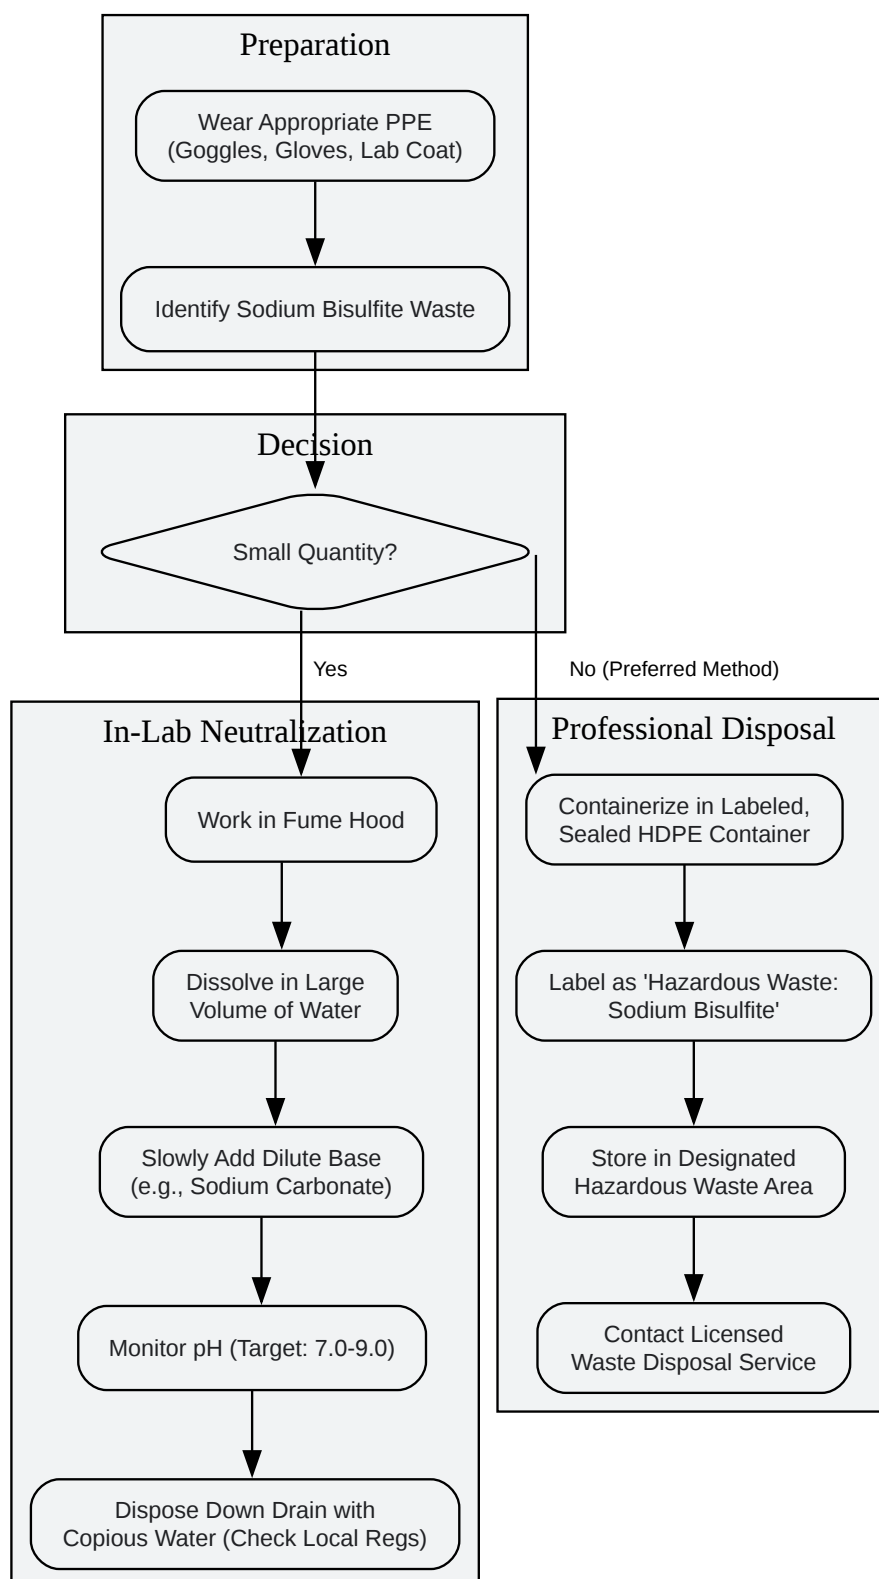 Preparation
Wear Appropriate PPE
(Goggles, Gloves, Lab Coat)
Identify Sodium Bisulfite Waste
Decision
Small Quantity?
Yes
No (Preferred Method)
In-Lab Neutralization
Work in Fume Hood
Dissolve in Large
Volume of Water
Slowly Add Dilute Base
(e.g., Sodium Carbonate)
Monitor pH (Target: 7.0-9.0)
Dispose Down Drain with
Copious Water (Check Local Regs)
Professional Disposal
Containerize in Labeled,
Sealed HDPE Container
Label as 'Hazardous Waste:
Sodium Bisulfite'
Store in Designated
Hazardous Waste Area
Contact Licensed
Waste Disposal Service